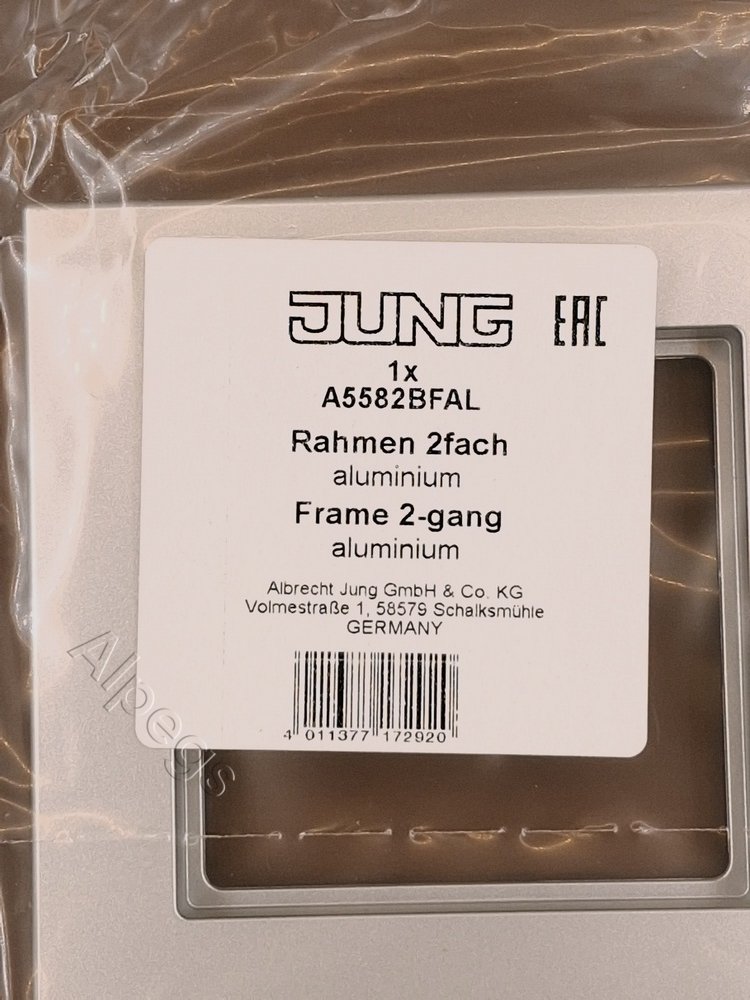 JUNG EAC
1x
A5582BFAL
Rahmen 2fach
aluminium
Frame 2-gang
aluminium
Albrecht Jung GmbH & Co. KG
Volmestraße 1, 58579 Schalksmühle
GERMANY
4 011377 172920
Alpegis